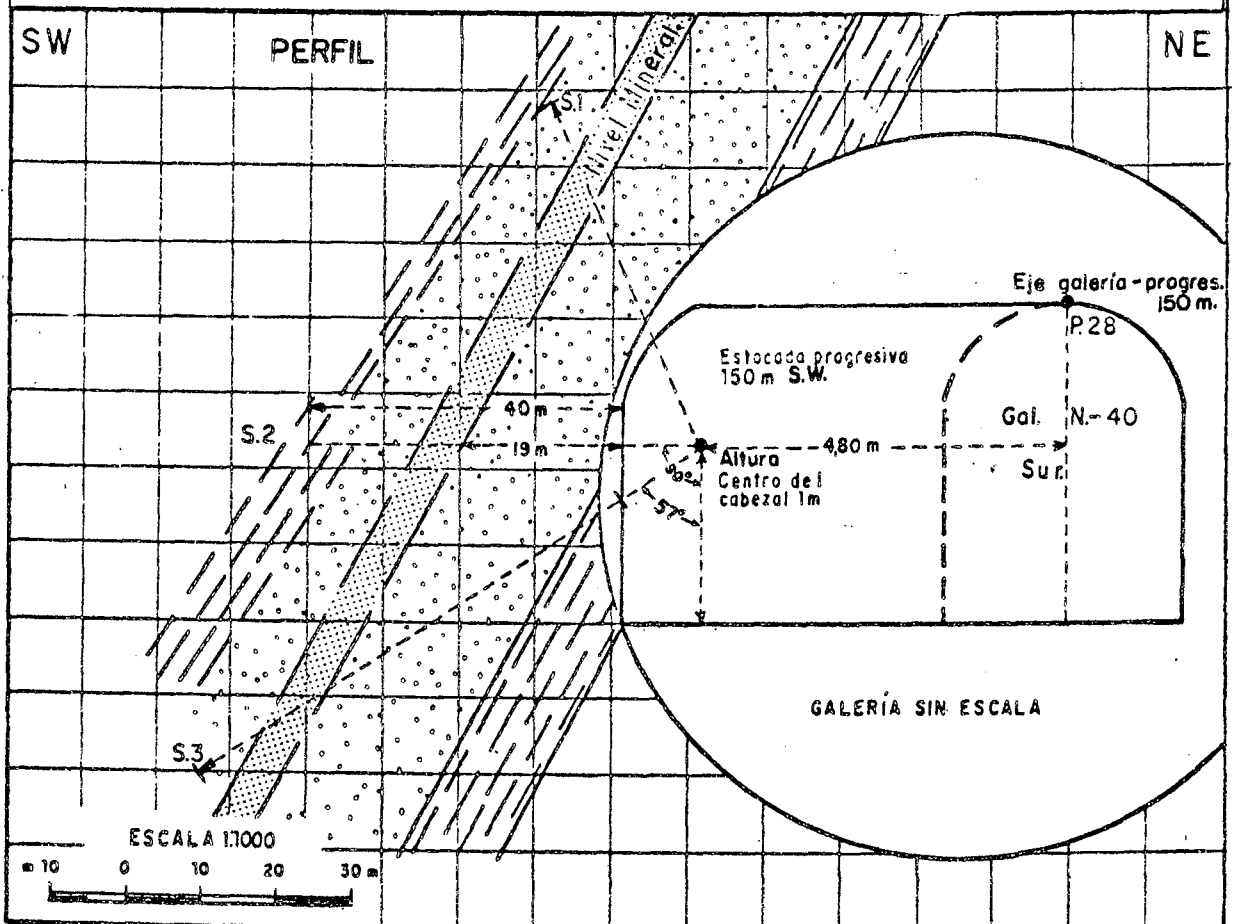 SW
PERFIL
NE
S.1
Nivel Mineral
Eje galería-progres.
150 m.
P.28
Estocada progresiva
150 m S.W.
40 m
Gal. N.-40
S.2
19 m
4,80 m
Sur.
90º
57º
Altura
Centro del
cabezal 1m
GALERÍA SIN ESCALA
S.3
ESCALA 1:1000
m 10 0 10 20 30 m